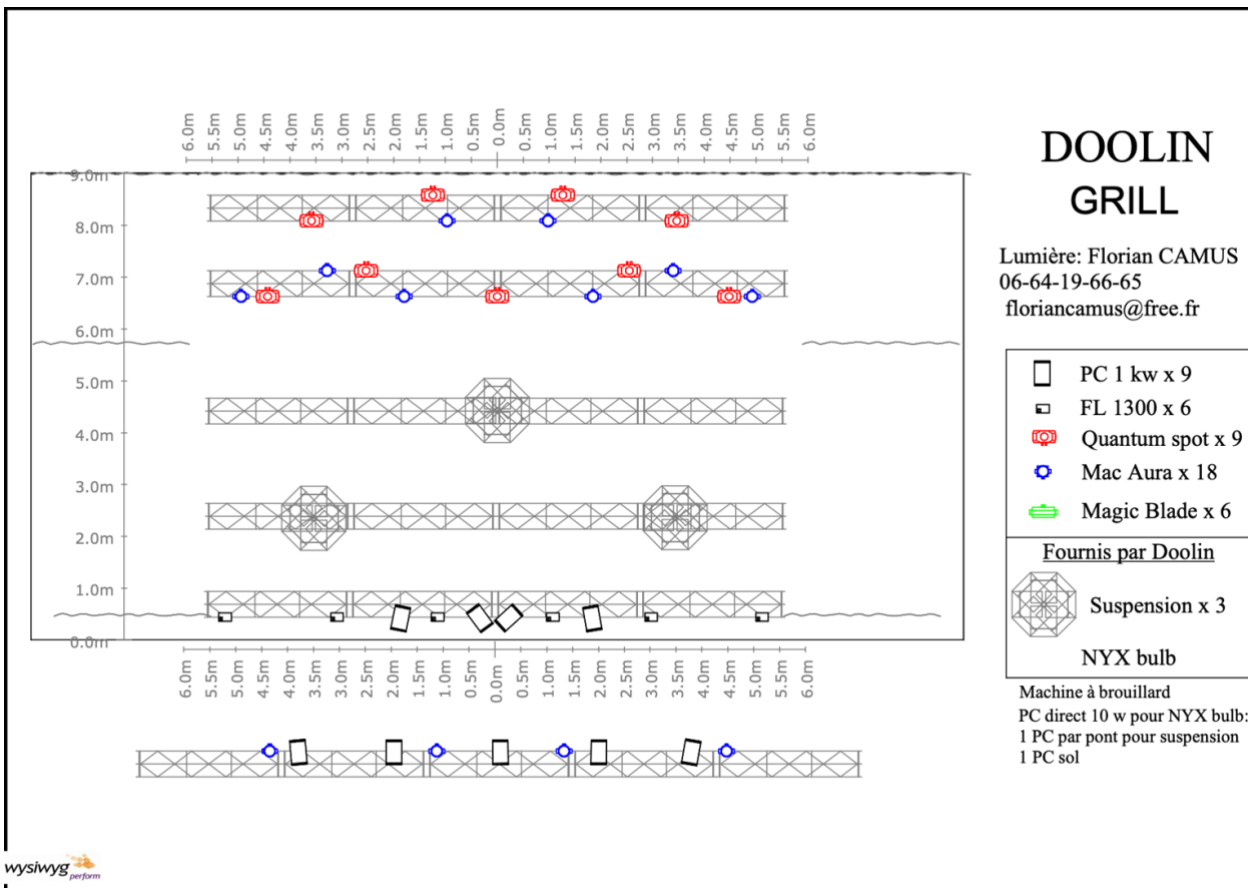 6.0m 5.5m 5.0m 4.5m 4.0m 3.5m 3.0m 2.5m 2.0m 1.5m 1.0m 0.5m 0.0m 0.5m 1.0m 1.5m 2.0m 2.5m 3.0m 3.5m 4.0m 4.5m 5.0m 5.5m 6.0m
9.0m
8.0m
7.0m
6.0m
5.0m
4.0m
3.0m
2.0m
1.0m
0.0m
6.0m 5.5m 5.0m 4.5m 4.0m 3.5m 3.0m 2.5m 2.0m 1.5m 1.0m 0.5m 0.0m 0.5m 1.0m 1.5m 2.0m 2.5m 3.0m 3.5m 4.0m 4.5m 5.0m 5.5m 6.0m
DOOLIN
GRILL
Lumière: Florian CAMUS
06-64-19-66-65
floriancamus@free.fr
PC 1 kw x 9
FL 1300 x 6
Quantum spot x 9
Mac Aura x 18
Magic Blade x 6
Fournis par Doolin
Suspension x 3
NYX bulb
Machine à brouillard
PC direct 10 w pour NYX bulb:
1 PC par pont pour suspension
1 PC sol
wysiwyg
perform